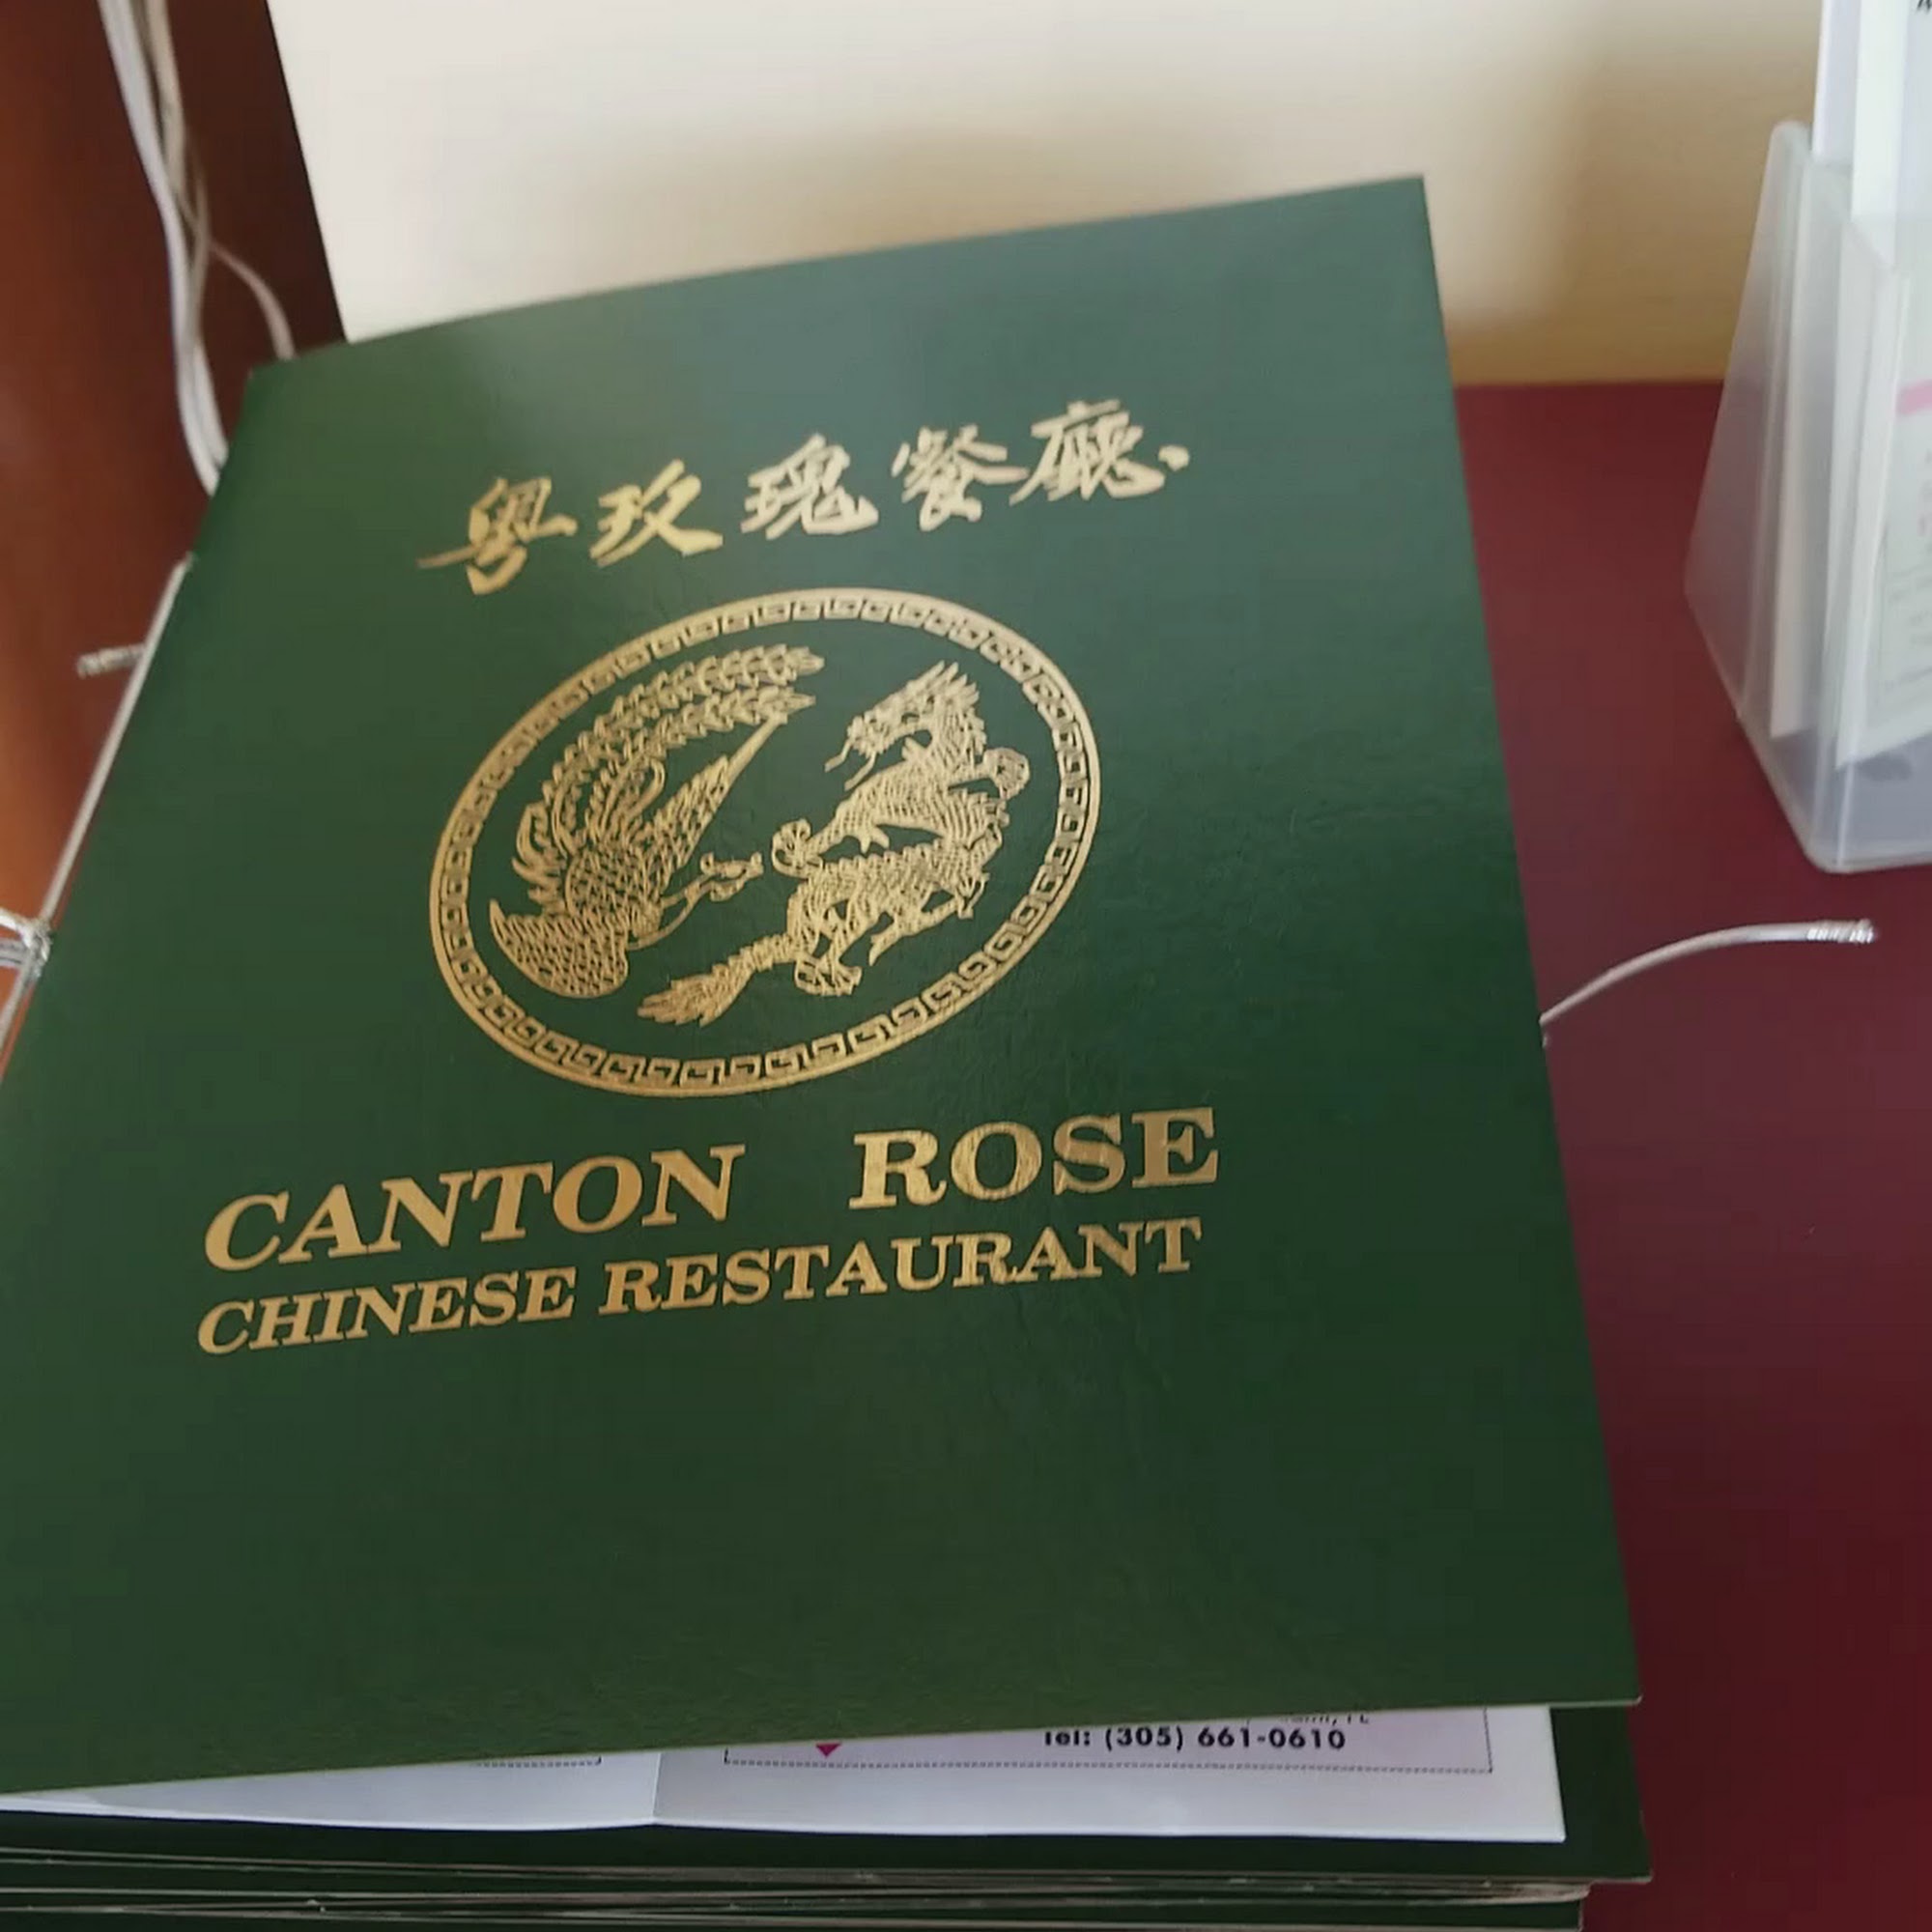 粵玫瑰餐廳
CANTON ROSE
CHINESE RESTAURANT
Tel: (305) 661-0610